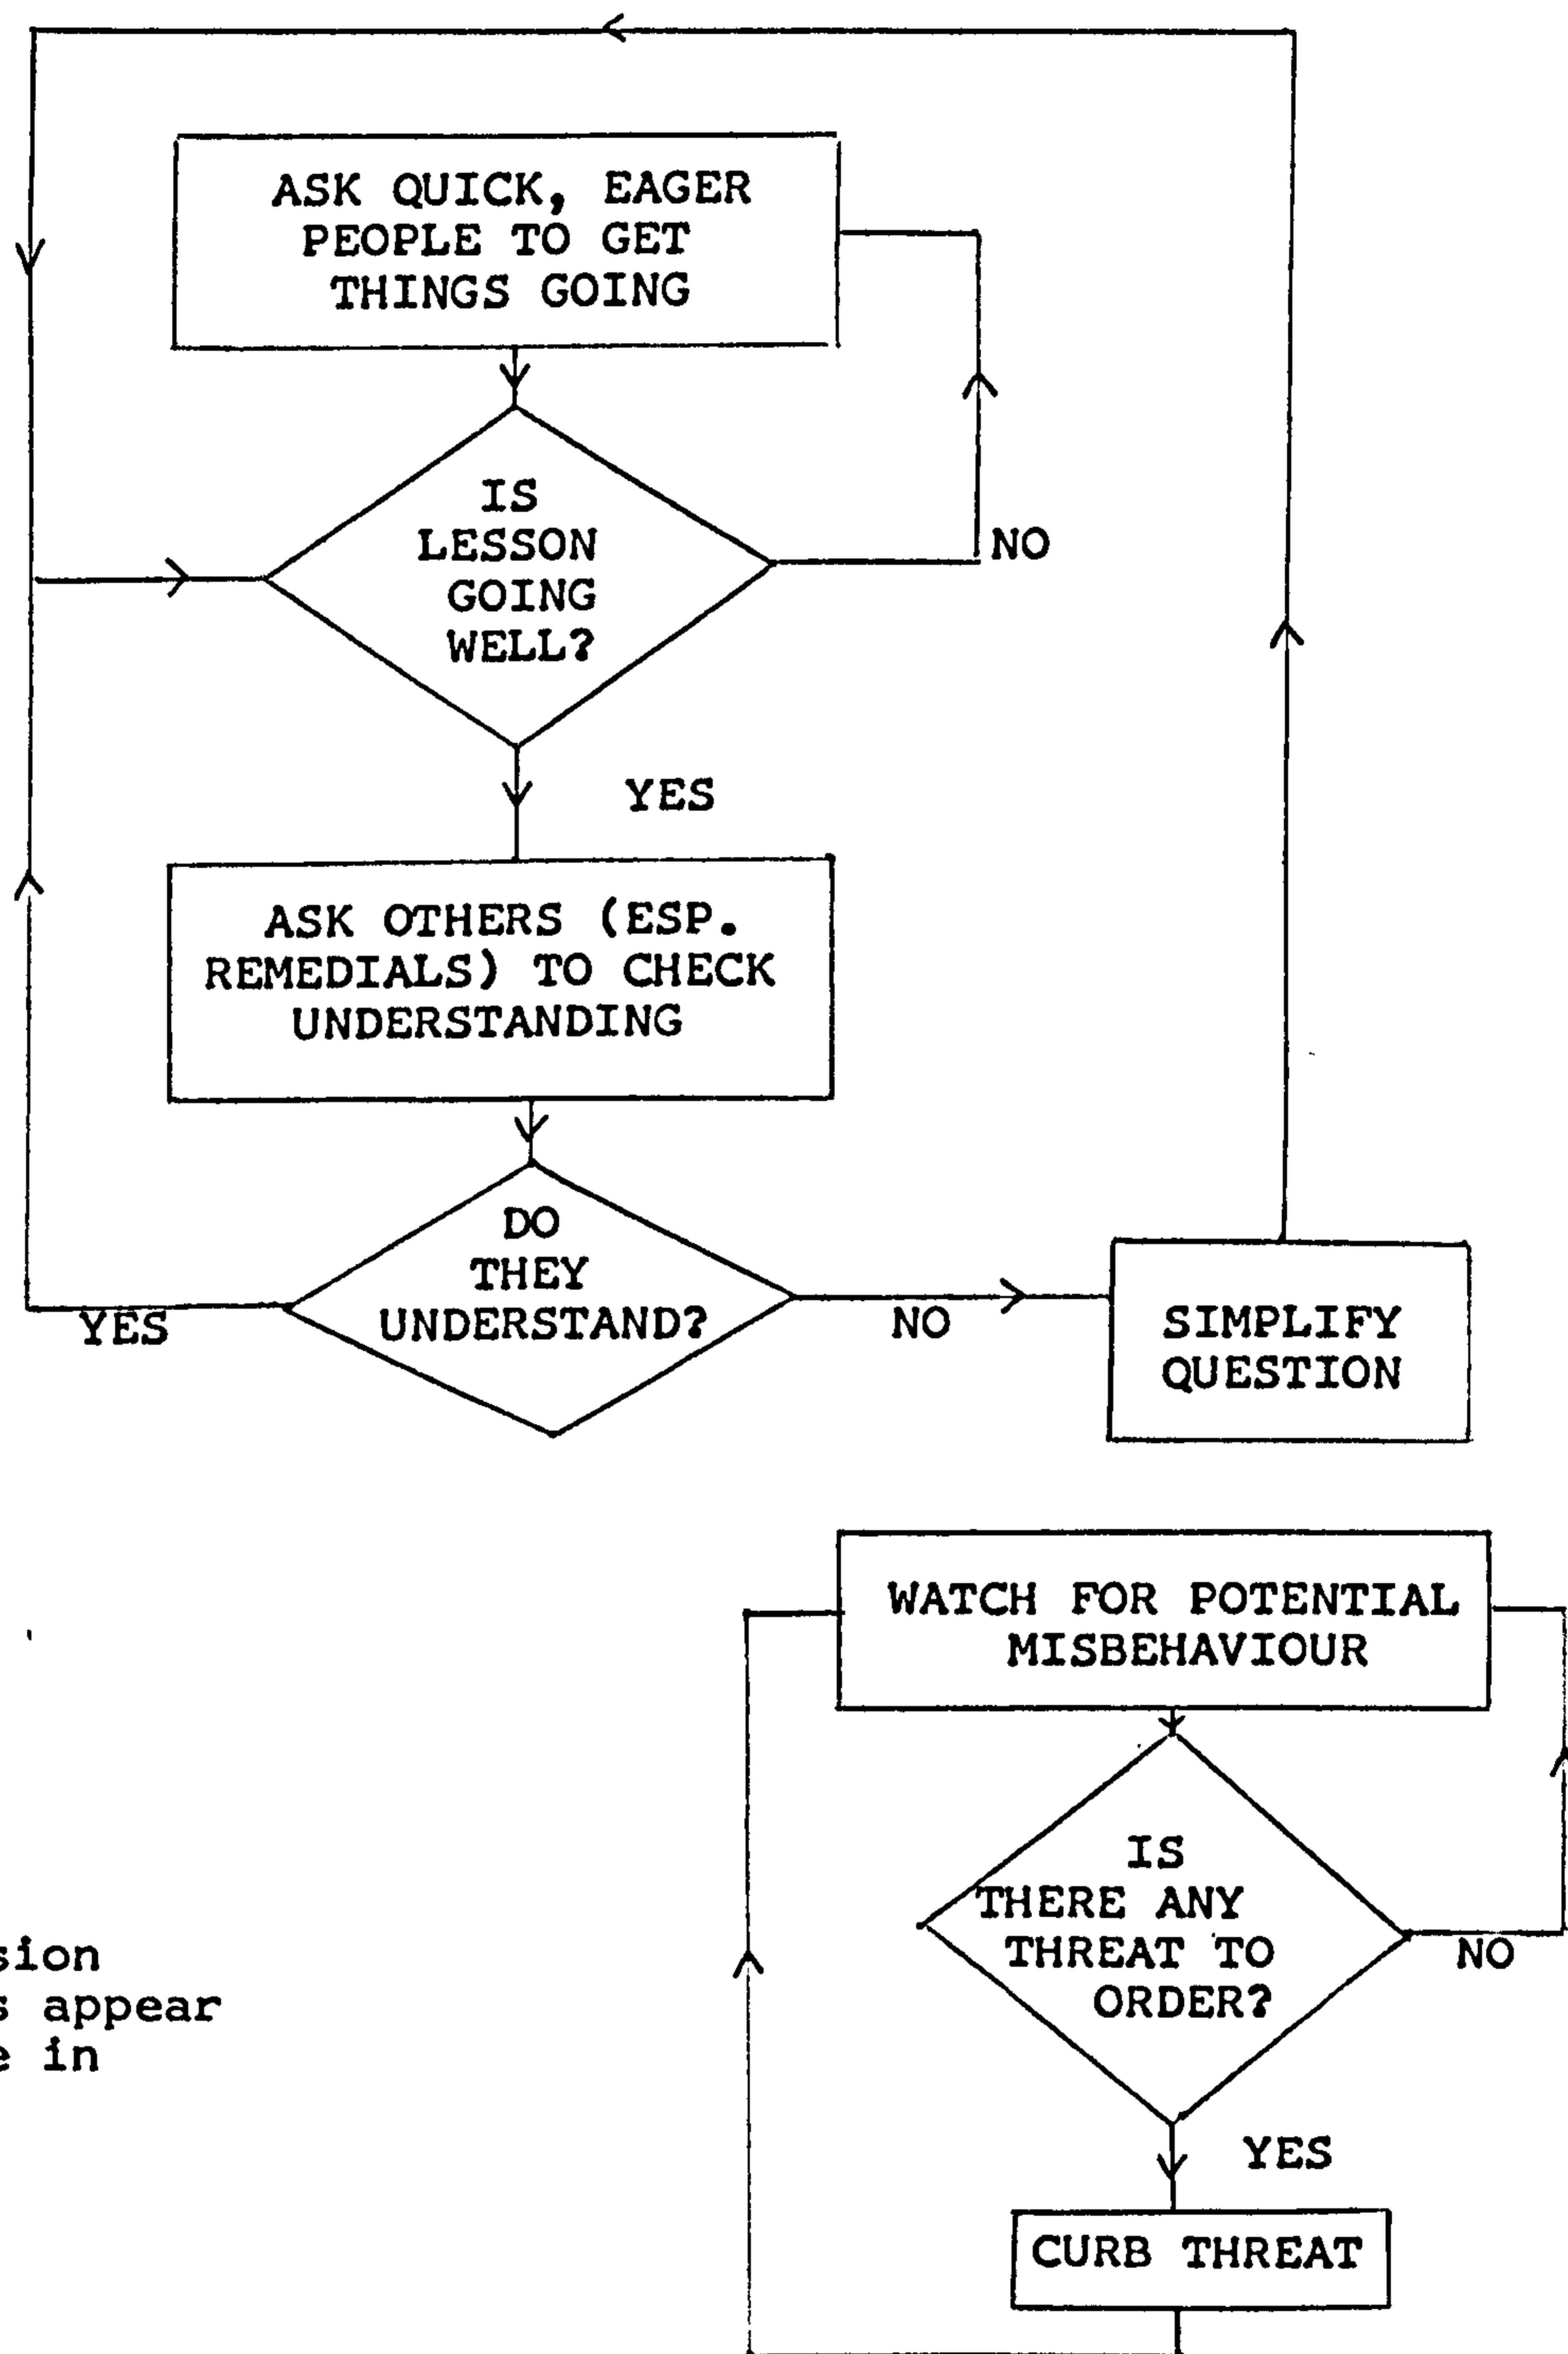 ASK QUICK, EAGER
PEOPLE TO GET
THINGS GOING
IS
LESSON
GOING
WELL?
NO
YES
ASK OTHERS (ESP.
REMEDIALS) TO CHECK
UNDERSTANDING
DO
THEY
UNDERSTAND?
YES
NO
SIMPLIFY
QUESTION
WATCH FOR POTENTIAL
MISBEHAVIOUR
IS
THERE ANY
THREAT TO
ORDER?
NO
YES
CURB THREAT
appear
in